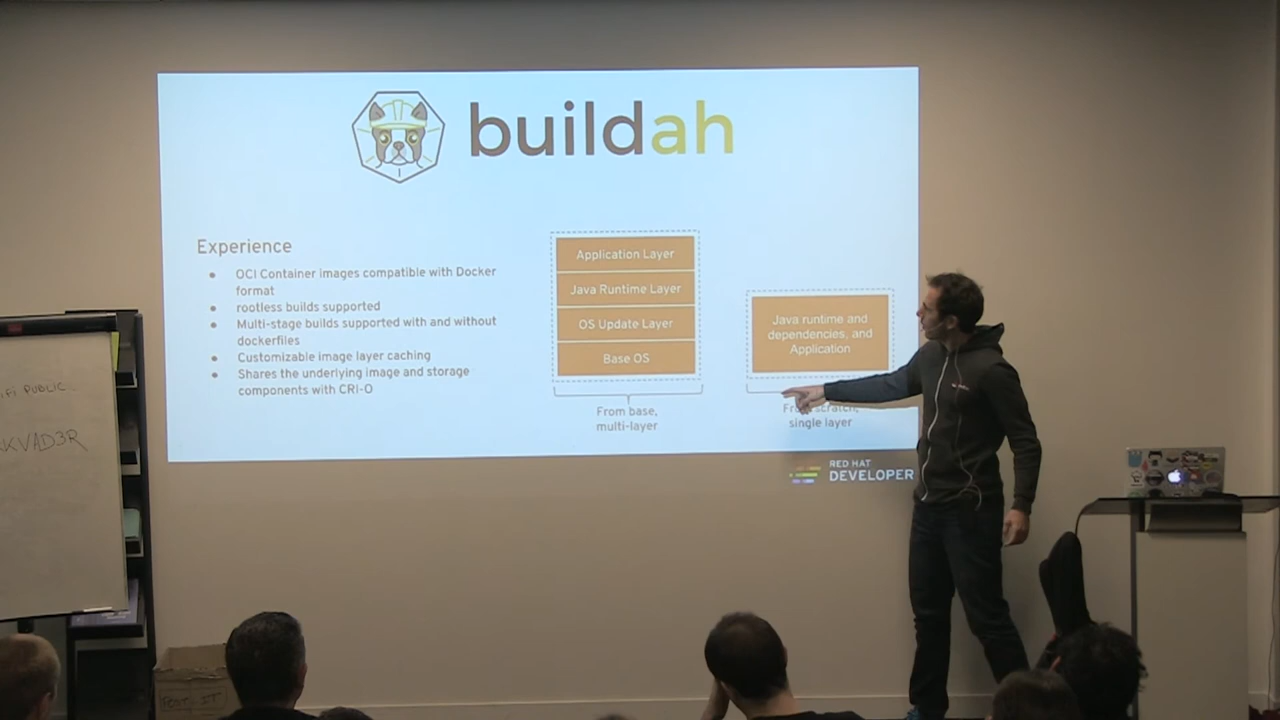 buildah
Experience
OCI Container images compatible with Docker
format
rootless builds supported
Multi-stage builds supported with and without
dockerfiles
Customizable image layer caching
Shares the underlying image and storage
components with CRI-O
Application Layer
Java Runtime Layer
OS Update Layer
Base OS
From base,
multi-layer
Java runtime and
dependencies, and
Application
scratch,
single layer
RED HAT
DEVELOPER
PUBLIC
KVAD3R